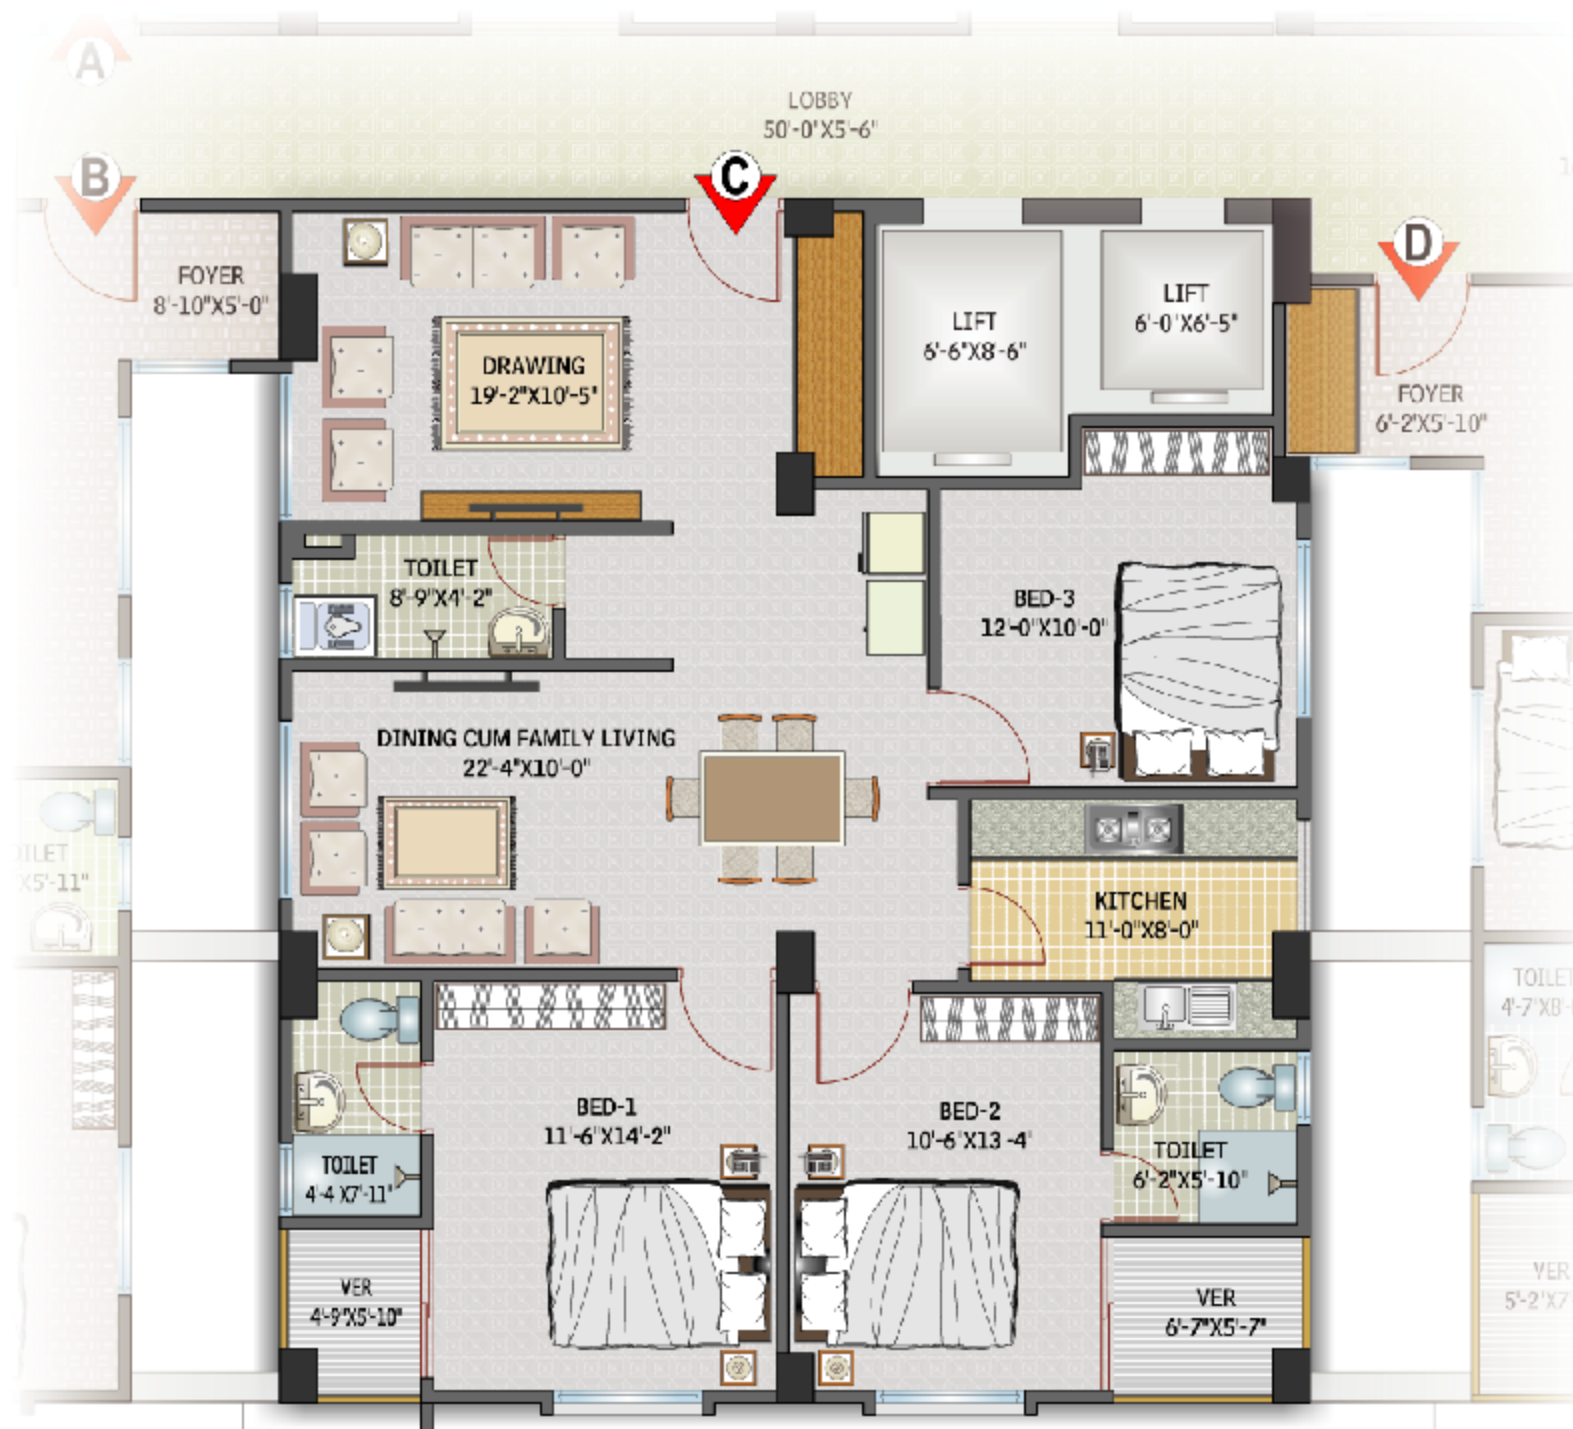 A
LOBBY
50'-0"X5'-6"
B
C
D
FOYER
8'-10"X5'-0"
LIFT
6'-6"X8-6"
LIFT
6'-0'X6'-5"
DRAWING
19'-2"X10'-5"
FOYER
6'-2'X5'-10"
TOILET
8'-9"X4'-2"
BED-3
12'-0"X10'-0"
DINING CUM FAMILY LIVING
22'-4"X10'-0"
OILET
X5'-11"
KITCHEN
11'-0"X8'-0"
TOILET
4'-7"X8'-
BED-1
11'-6"X14'-2"
BED-2
10'-6"X13-4'
TOILET
4'-4 X7'-11"
TOILET
6'-2"X5'-10"
VER
4'-9"X5'-10"
VER
6'-7"X5'-7"
VER
5'-2"X7'